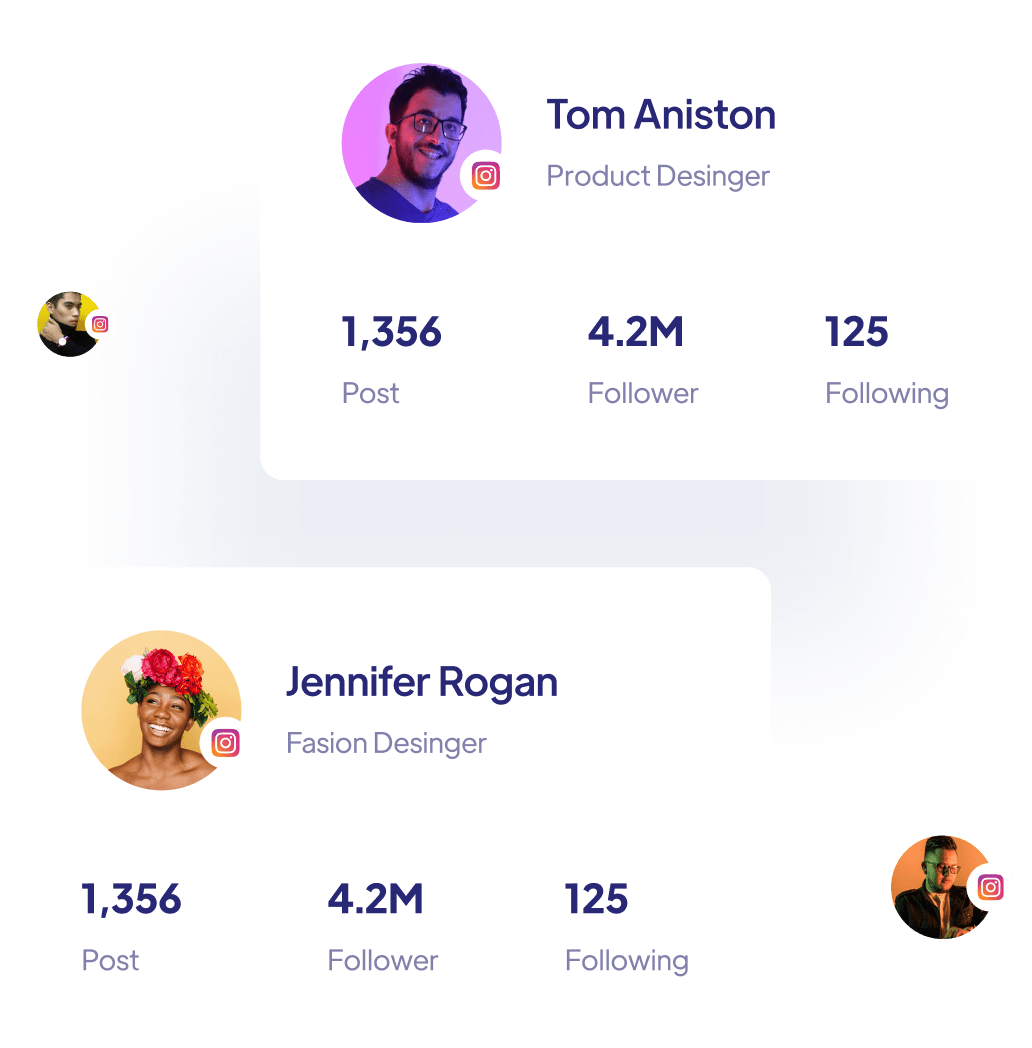 Tom Aniston
Product Desinger
1,356 4.2M 125
Post Follower Following
Jennifer Rogan
Fasion Desinger
1,356 4.2M 125
Post Follower Following